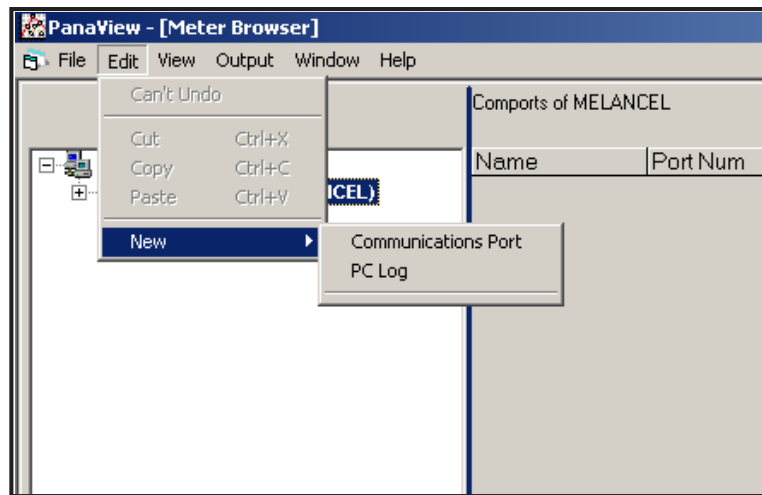 PanaView - [Meter Browser]
File Edit View Output Window Help
Can't Undo
Cut Ctrl+X
Copy Ctrl+C
Paste Ctrl+V
New
Communications Port
PC Log
ICEL)
Comports of MELANCEL
Name Port Num